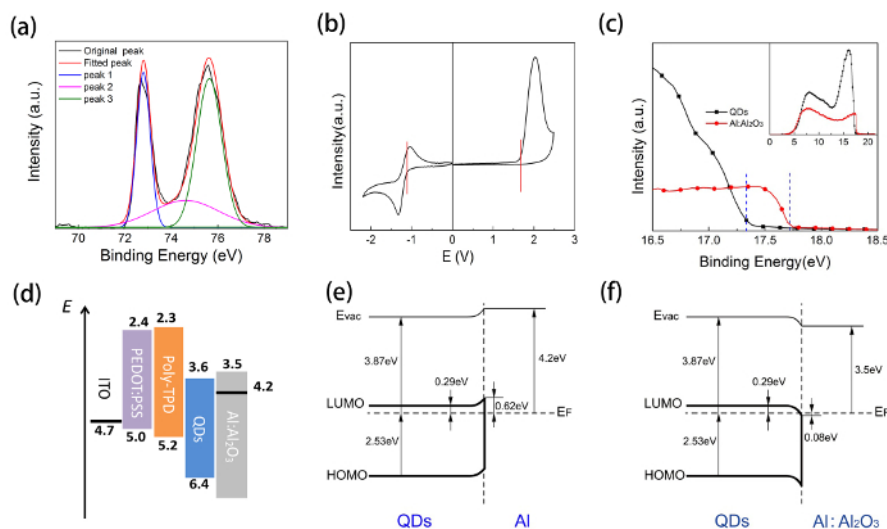 (a)
Original peak
Fitted peak
peak 1
peak 2
peak 3
Intensity (a.u.)
70 72 74 76 78
Binding Energy (eV)
(b)
Intensity(a.u.)
-2 -1 0 1 2 3
E (V)
(c)
QDs
Al:Al₂O₃
0 5 10 15 20
Intensity (a.u.)
16.5 17.0 17.5 18.0 18.5
Binding Energy(eV)
(d)
E
ITO
4.7
2.4
PEDOT:PSS
5.0
2.3
Poly-TPD
5.2
3.6
QDs
6.4
3.5
Al:Al₂O₃
4.2
(e)
Evac
3.87eV
4.2eV
0.29eV
LUMO
0.62eV
EF
2.53eV
HOMO
QDs Al
(f)
Evac
3.87eV
3.5eV
0.29eV
LUMO
EF
0.08eV
2.53eV
HOMO
QDs Al:Al₂O₃